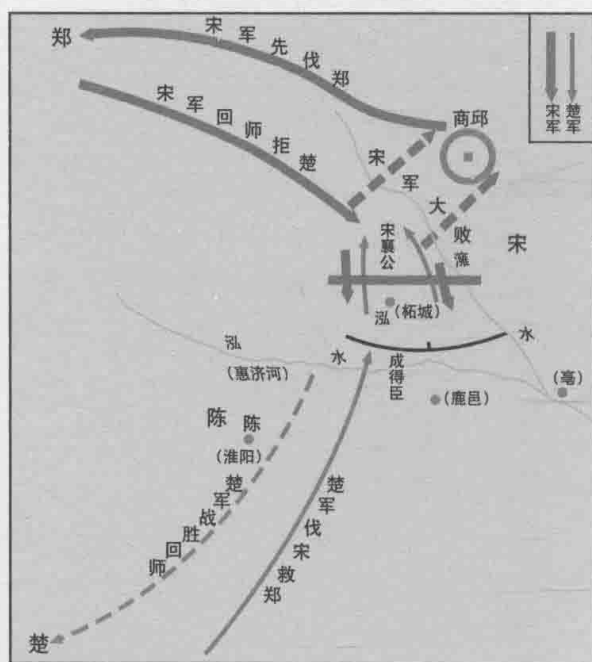 郑
宋军先伐郑
宋军回师拒楚
商邱
宋军
楚军
宋军大败
宋
宋襄公
濉
泓
(柘城)
泓水
(惠济河)
水
成得臣
(鹿邑)
(亳)
陈
陈
(淮阳)
楚军战胜回师
楚军伐宋救郑
楚